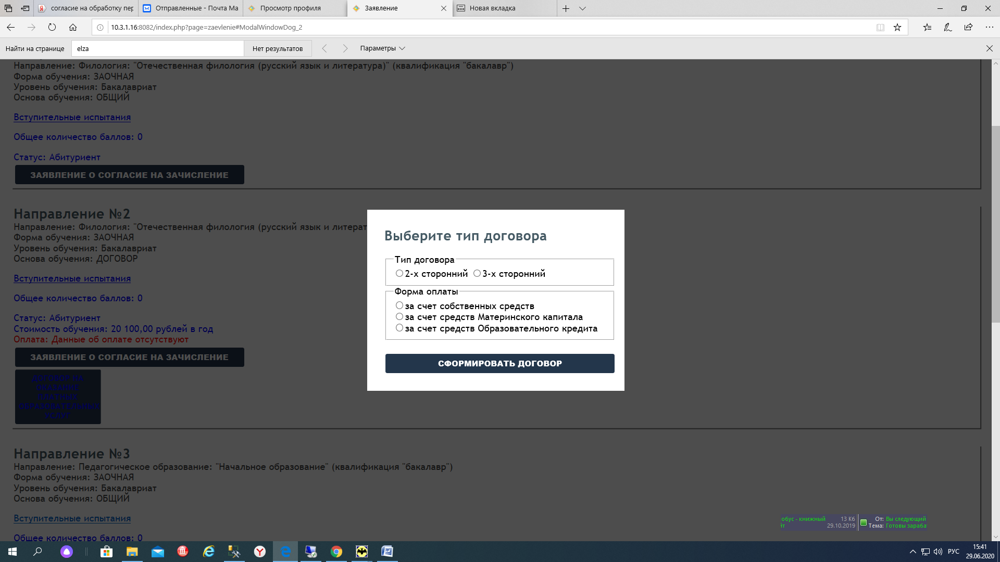 согласие на обработку пер
Отправленные - Почта Ма
Просмотр профиля
Заявление
Новая вкладка
10.3.1.16:8082/index.php?page=zaevlenie#ModalWindowDog_2
Найти на странице
elza
Нет результатов
Параметры
Направление: Филология: "Отечественная филология (русский язык и литература)" (квалификация "бакалавр")
Форма обучения: ЗАОЧНАЯ
Уровень обучения: Бакалавриат
Основа обучения: ОБЩИЙ
Вступительные испытания
Общее количество баллов: 0
Статус: Абитуриент
ЗАЯВЛЕНИЕ О СОГЛАСИЕ НА ЗАЧИСЛЕНИЕ
Направление №2
Направление: Филология: "Отечественная филология (русский язык и литерат
Форма обучения: ЗАОЧНАЯ
Уровень обучения: Бакалавриат
Основа обучения: ДОГОВОР
Вступительные испытания
Общее количество баллов: 0
Статус: Абитуриент
Стоимость обучения: 20 100,00 рублей в год
Оплата: Данные об оплате отсутствуют
ЗАЯВЛЕНИЕ О СОГЛАСИЕ НА ЗАЧИСЛЕНИЕ
ДОГОВОР НА
ОКАЗАНИЕ
ПЛАТНЫХ
ОБРАЗОВАТЕЛЬНЫХ
УСЛУГ
Выберите тип договора
Тип договора
2-х сторонний 3-х сторонний
Форма оплаты
за счет собственных средств
за счет средств Материнского капитала
за счет средств Образовательного кредита
СФОРМИРОВАТЬ ДОГОВОР
Направление №3
Направление: Педагогическое образование: "Начальное образование" (квалификация "бакалавр")
Форма обучения: ЗАОЧНАЯ
Уровень обучения: Бакалавриат
Основа обучения: ОБЩИЙ
Вступительные испытания
Общее количество баллов: 0
обус - книжный 13 Кб
йт 29.10.2019
От: Вы следующий
Тема: Готовы зараба
РУС
15:41
29.06.2020